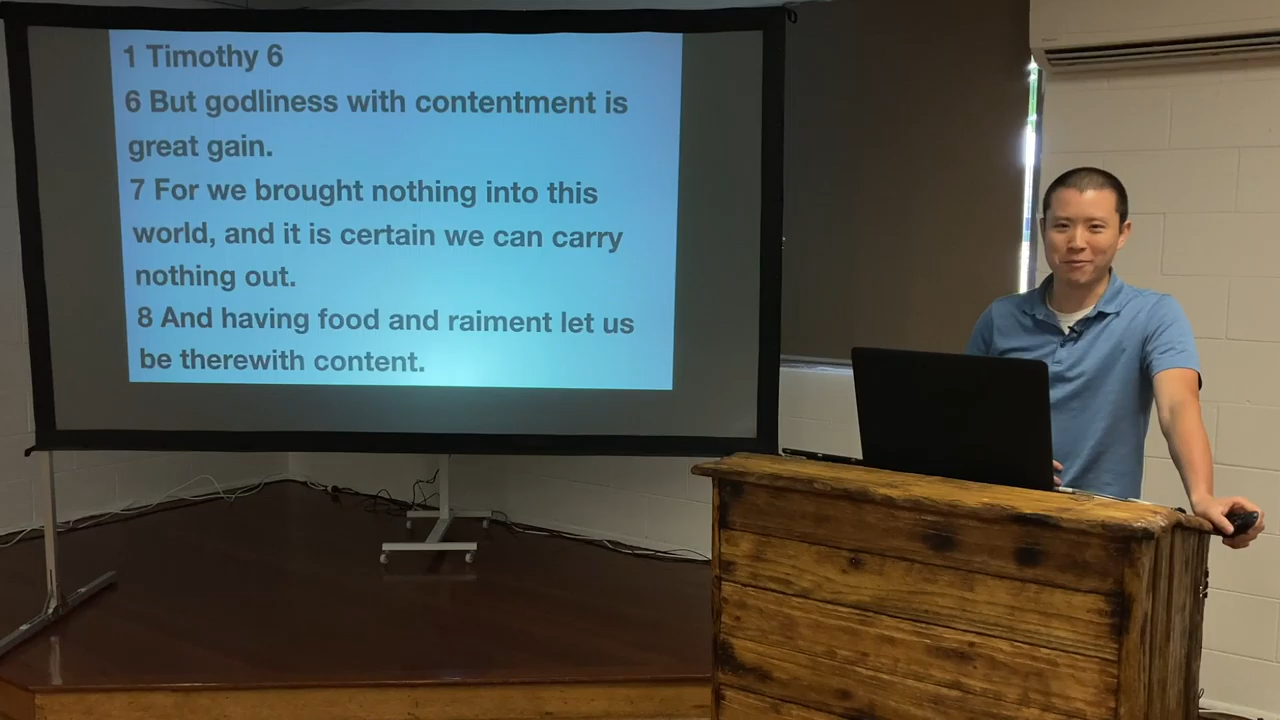 1 Timothy 6
6 But godliness with contentment is
great gain.
7 For we brought nothing into this
world, and it is certain we can carry
nothing out.
8 And having food and raiment let us
be therewith content.